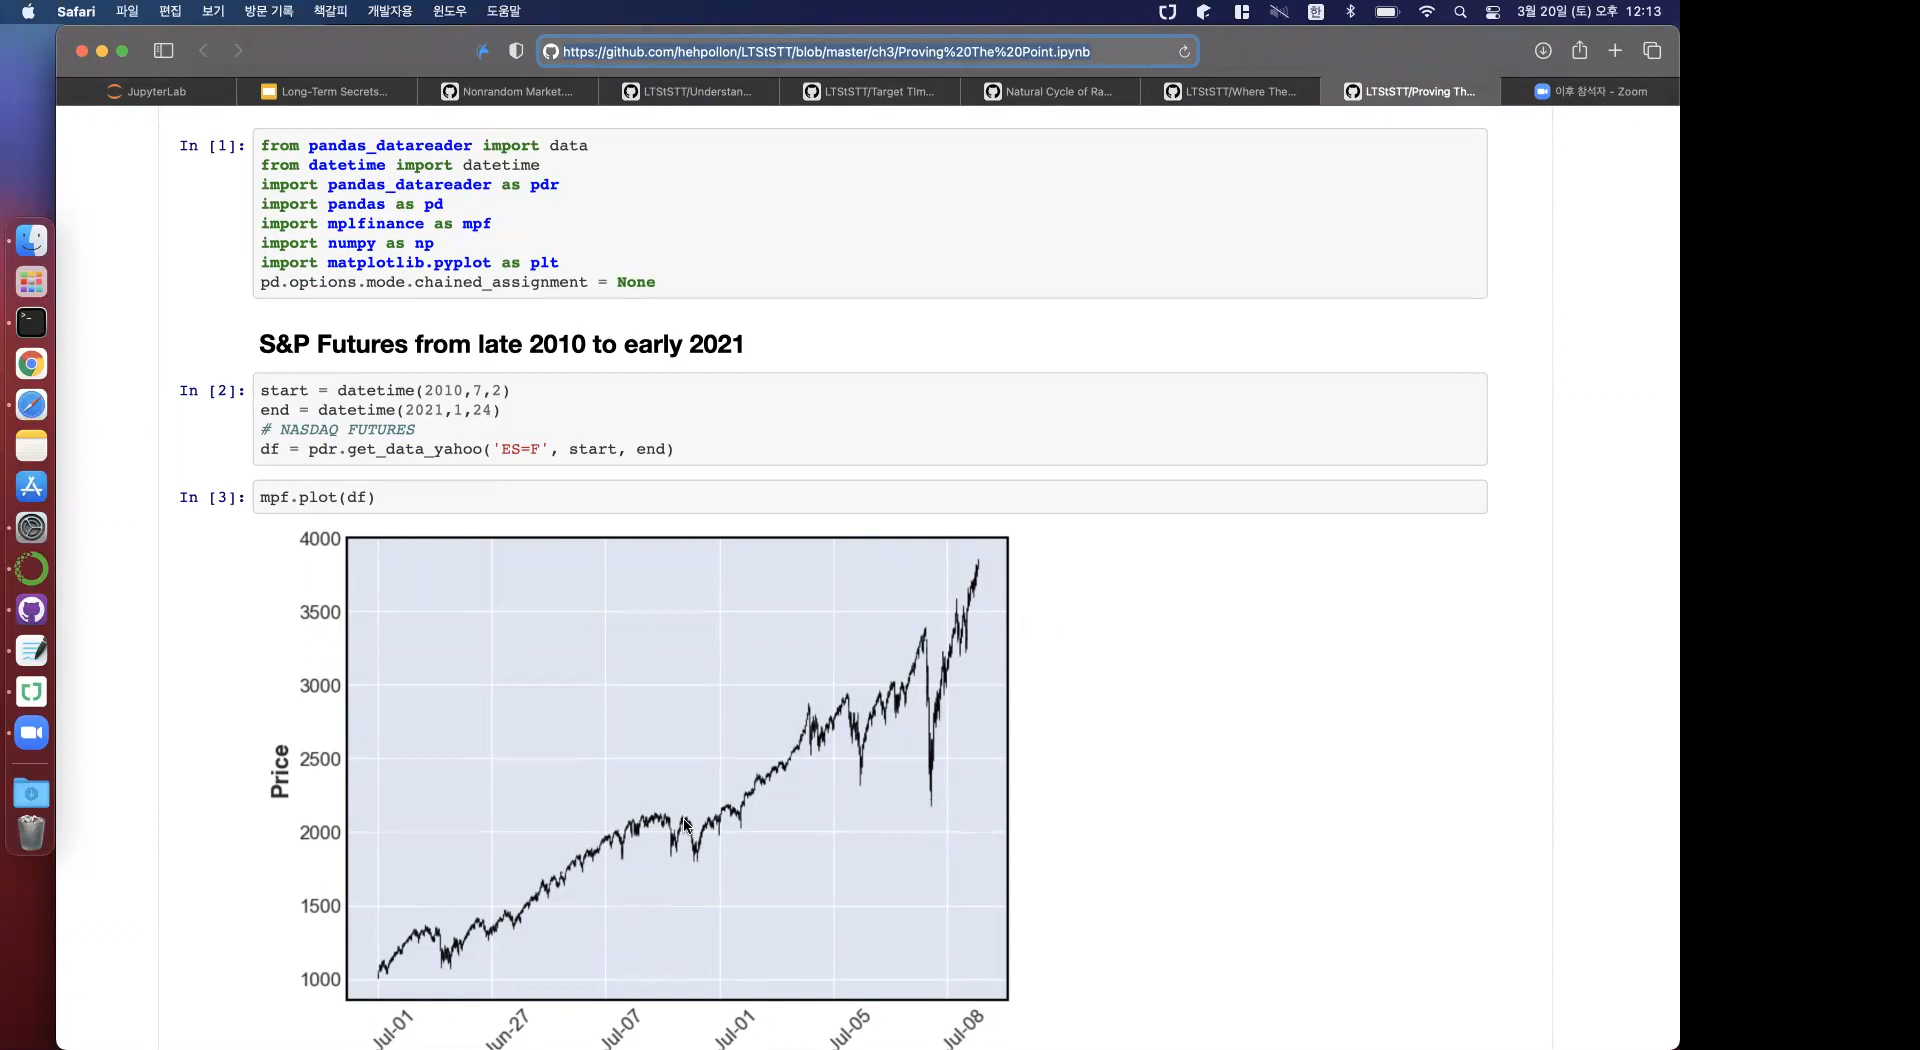 Safari 파일 편집 보기 방문 기록 책갈피 개발자용 윈도우 도움말 한 3월 20일 (토) 오후 12:13
https://github.com/hehpollon/LTStSTT/blob/master/ch3/Proving%20The%20Point.ipynb
JupyterLab Long-Term Secrets... Nonrandom Market.... LTStSTT/Understan... LTStSTT/Target TIm... Natural Cycle of Ra... LTStSTT/Where The... LTStSTT/Proving Th... 이후 참석자 - Zoom
In [1]: from pandas_datareader import data
from datetime import datetime
import pandas_datareader as pdr
import pandas as pd
import mplfinance as mpf
import numpy as np
import matplotlib.pyplot as plt
pd.options.mode.chained_assignment = None
S&P Futures from late 2010 to early 2021
In [2]: start = datetime(2010,7,2)
end = datetime(2021,1,24)
# NASDAQ FUTURES
df = pdr.get_data_yahoo('ES=F', start, end)
In [3]: mpf.plot(df)
4000
3500
3000
2500
2000
1500
1000
Price
Jul-01 Jun-27 Jul-07 Jul-01 Jul-05 Jul-08